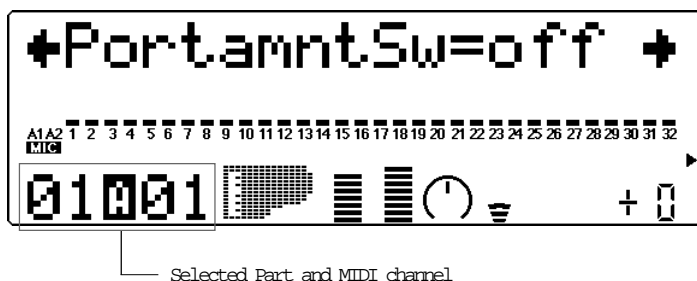 ←PortamntSw=off →
A1 A2 1 2 3 4 5 6 7 8 9 10 11 12 13 14 15 16 17 18 19 20 21 22 23 24 25 26 27 28 29 30 31 32
MIC
01A01 + 0
Selected Part and MIDI channel